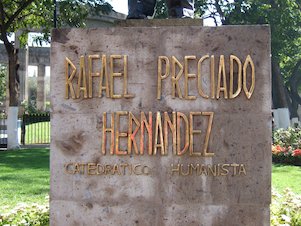 RAFAEL PRECIADO
HERNANDEZ
CATEDRATICO HUMANISTA